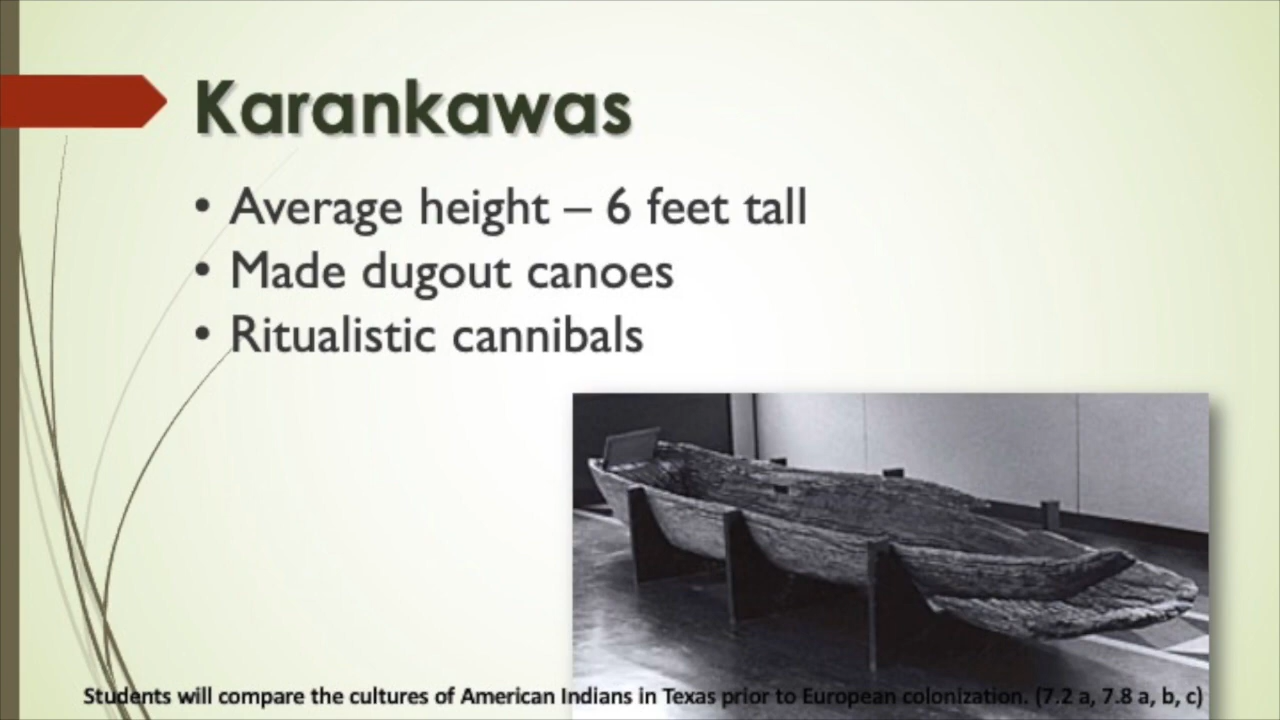 Karankawas
• Average height – 6 feet tall
• Made dugout canoes
• Ritualistic cannibals
Students will compare the cultures of American Indians in Texas prior to European colonization. (7.2 a, 7.8 a, b, c)